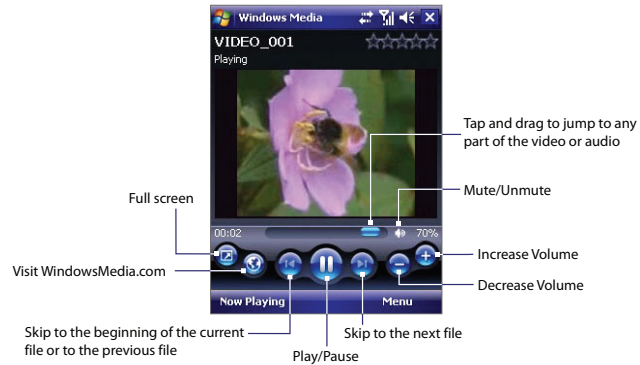 Windows Media
VIDEO_001
Playing
Tap and drag to jump to any
part of the video or audio
Mute/Unmute
Full screen
00:02
70%
Increase Volume
Visit WindowsMedia.com
Decrease Volume
Now Playing
Menu
Skip to the beginning of the current
file or to the previous file
Skip to the next file
Play/Pause